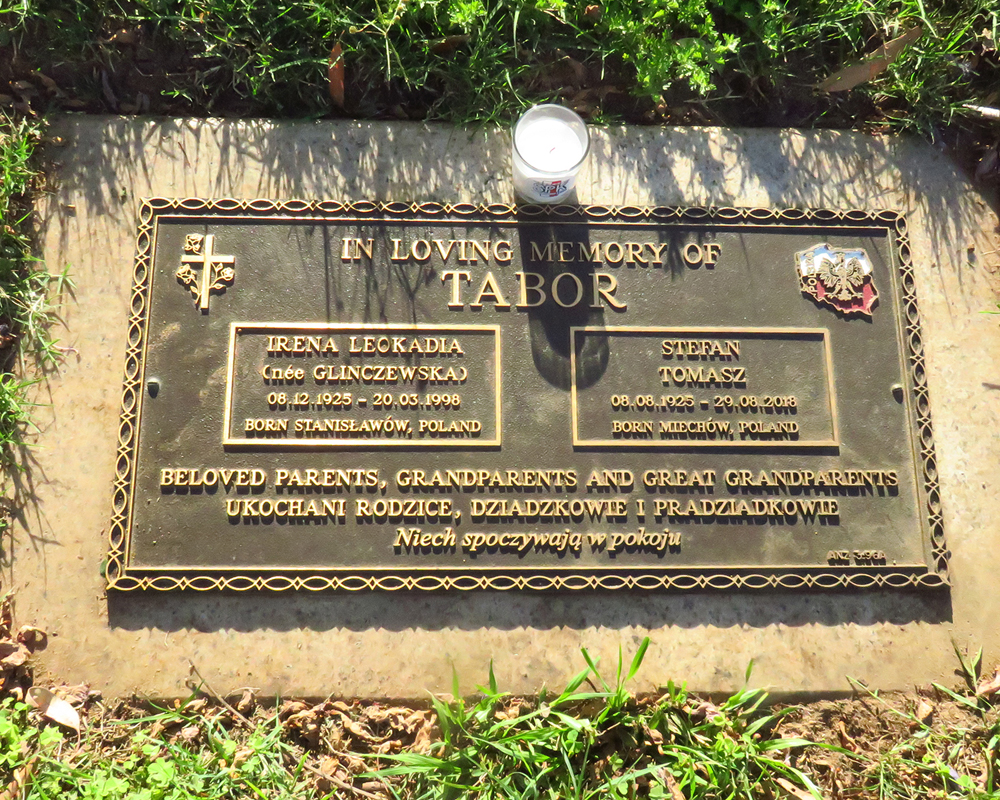 IN LOVING MEMORY OF
TABOR
IRENA LEOKADIA
(née GLINCZEWSKA)
08.12.1925 - 20.03.1998
BORN STANISŁAWÓW, POLAND
STEFAN
TOMASZ
08.08.1925 - 29.08.2018
BORN MIECHÓW, POLAND
BELOVED PARENTS, GRANDPARENTS AND GREAT GRANDPARENTS
UKOCHANI RODZICE, DZIADZKOWIE I PRADZIADKOWIE
Niech spoczywają w pokoju